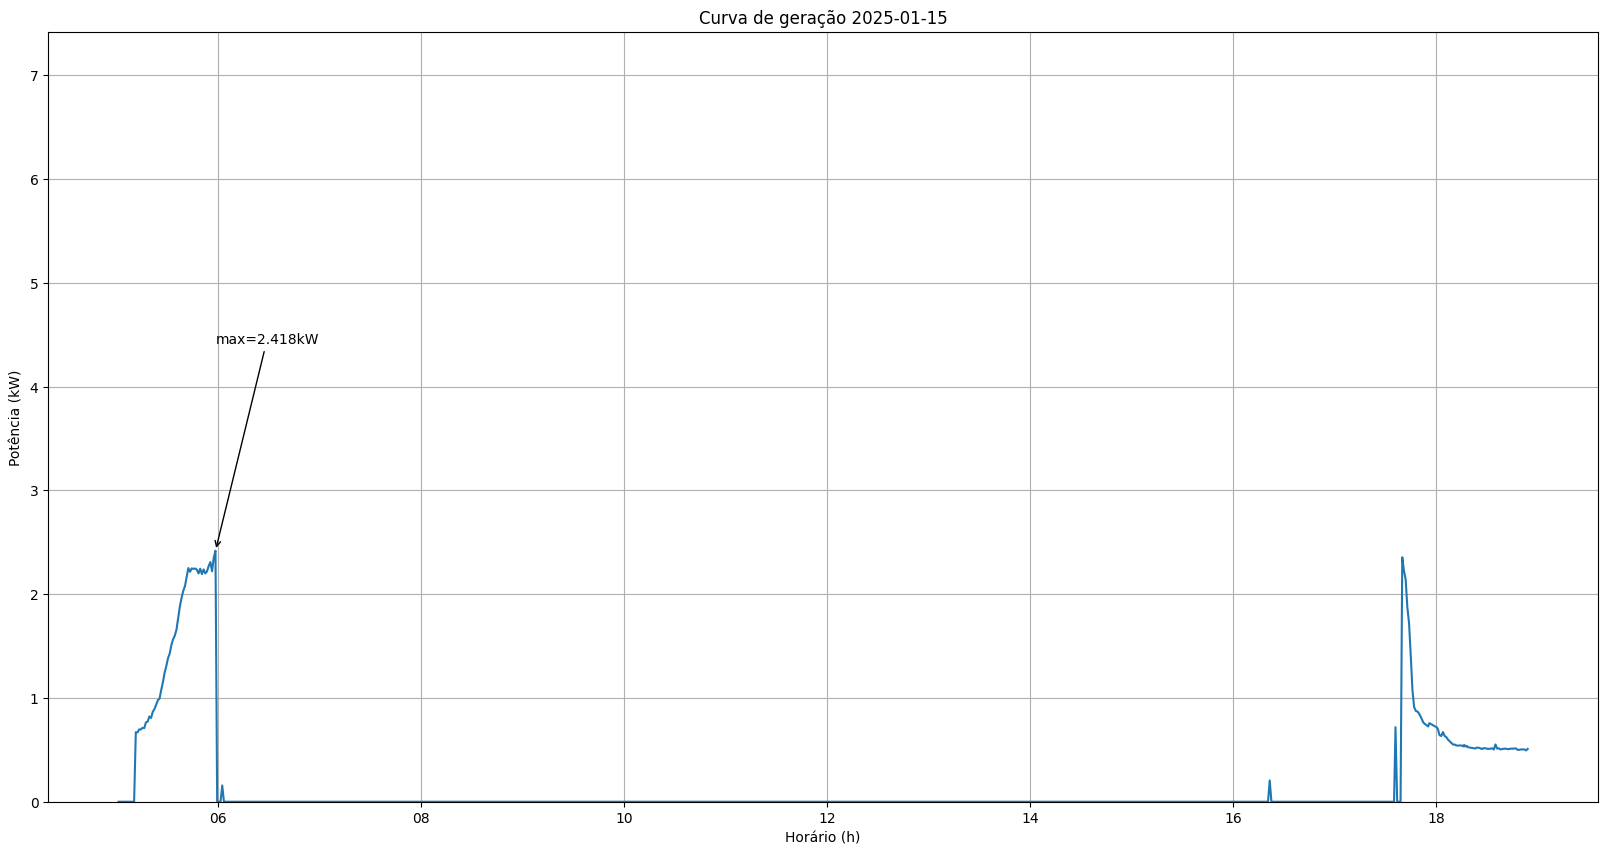 Curva de geração 2025-01-15
7
6
5
4
3
2
1
0
max=2.418kW
Potência (kW)
06 08 10 12 14 16 18
Horário (h)